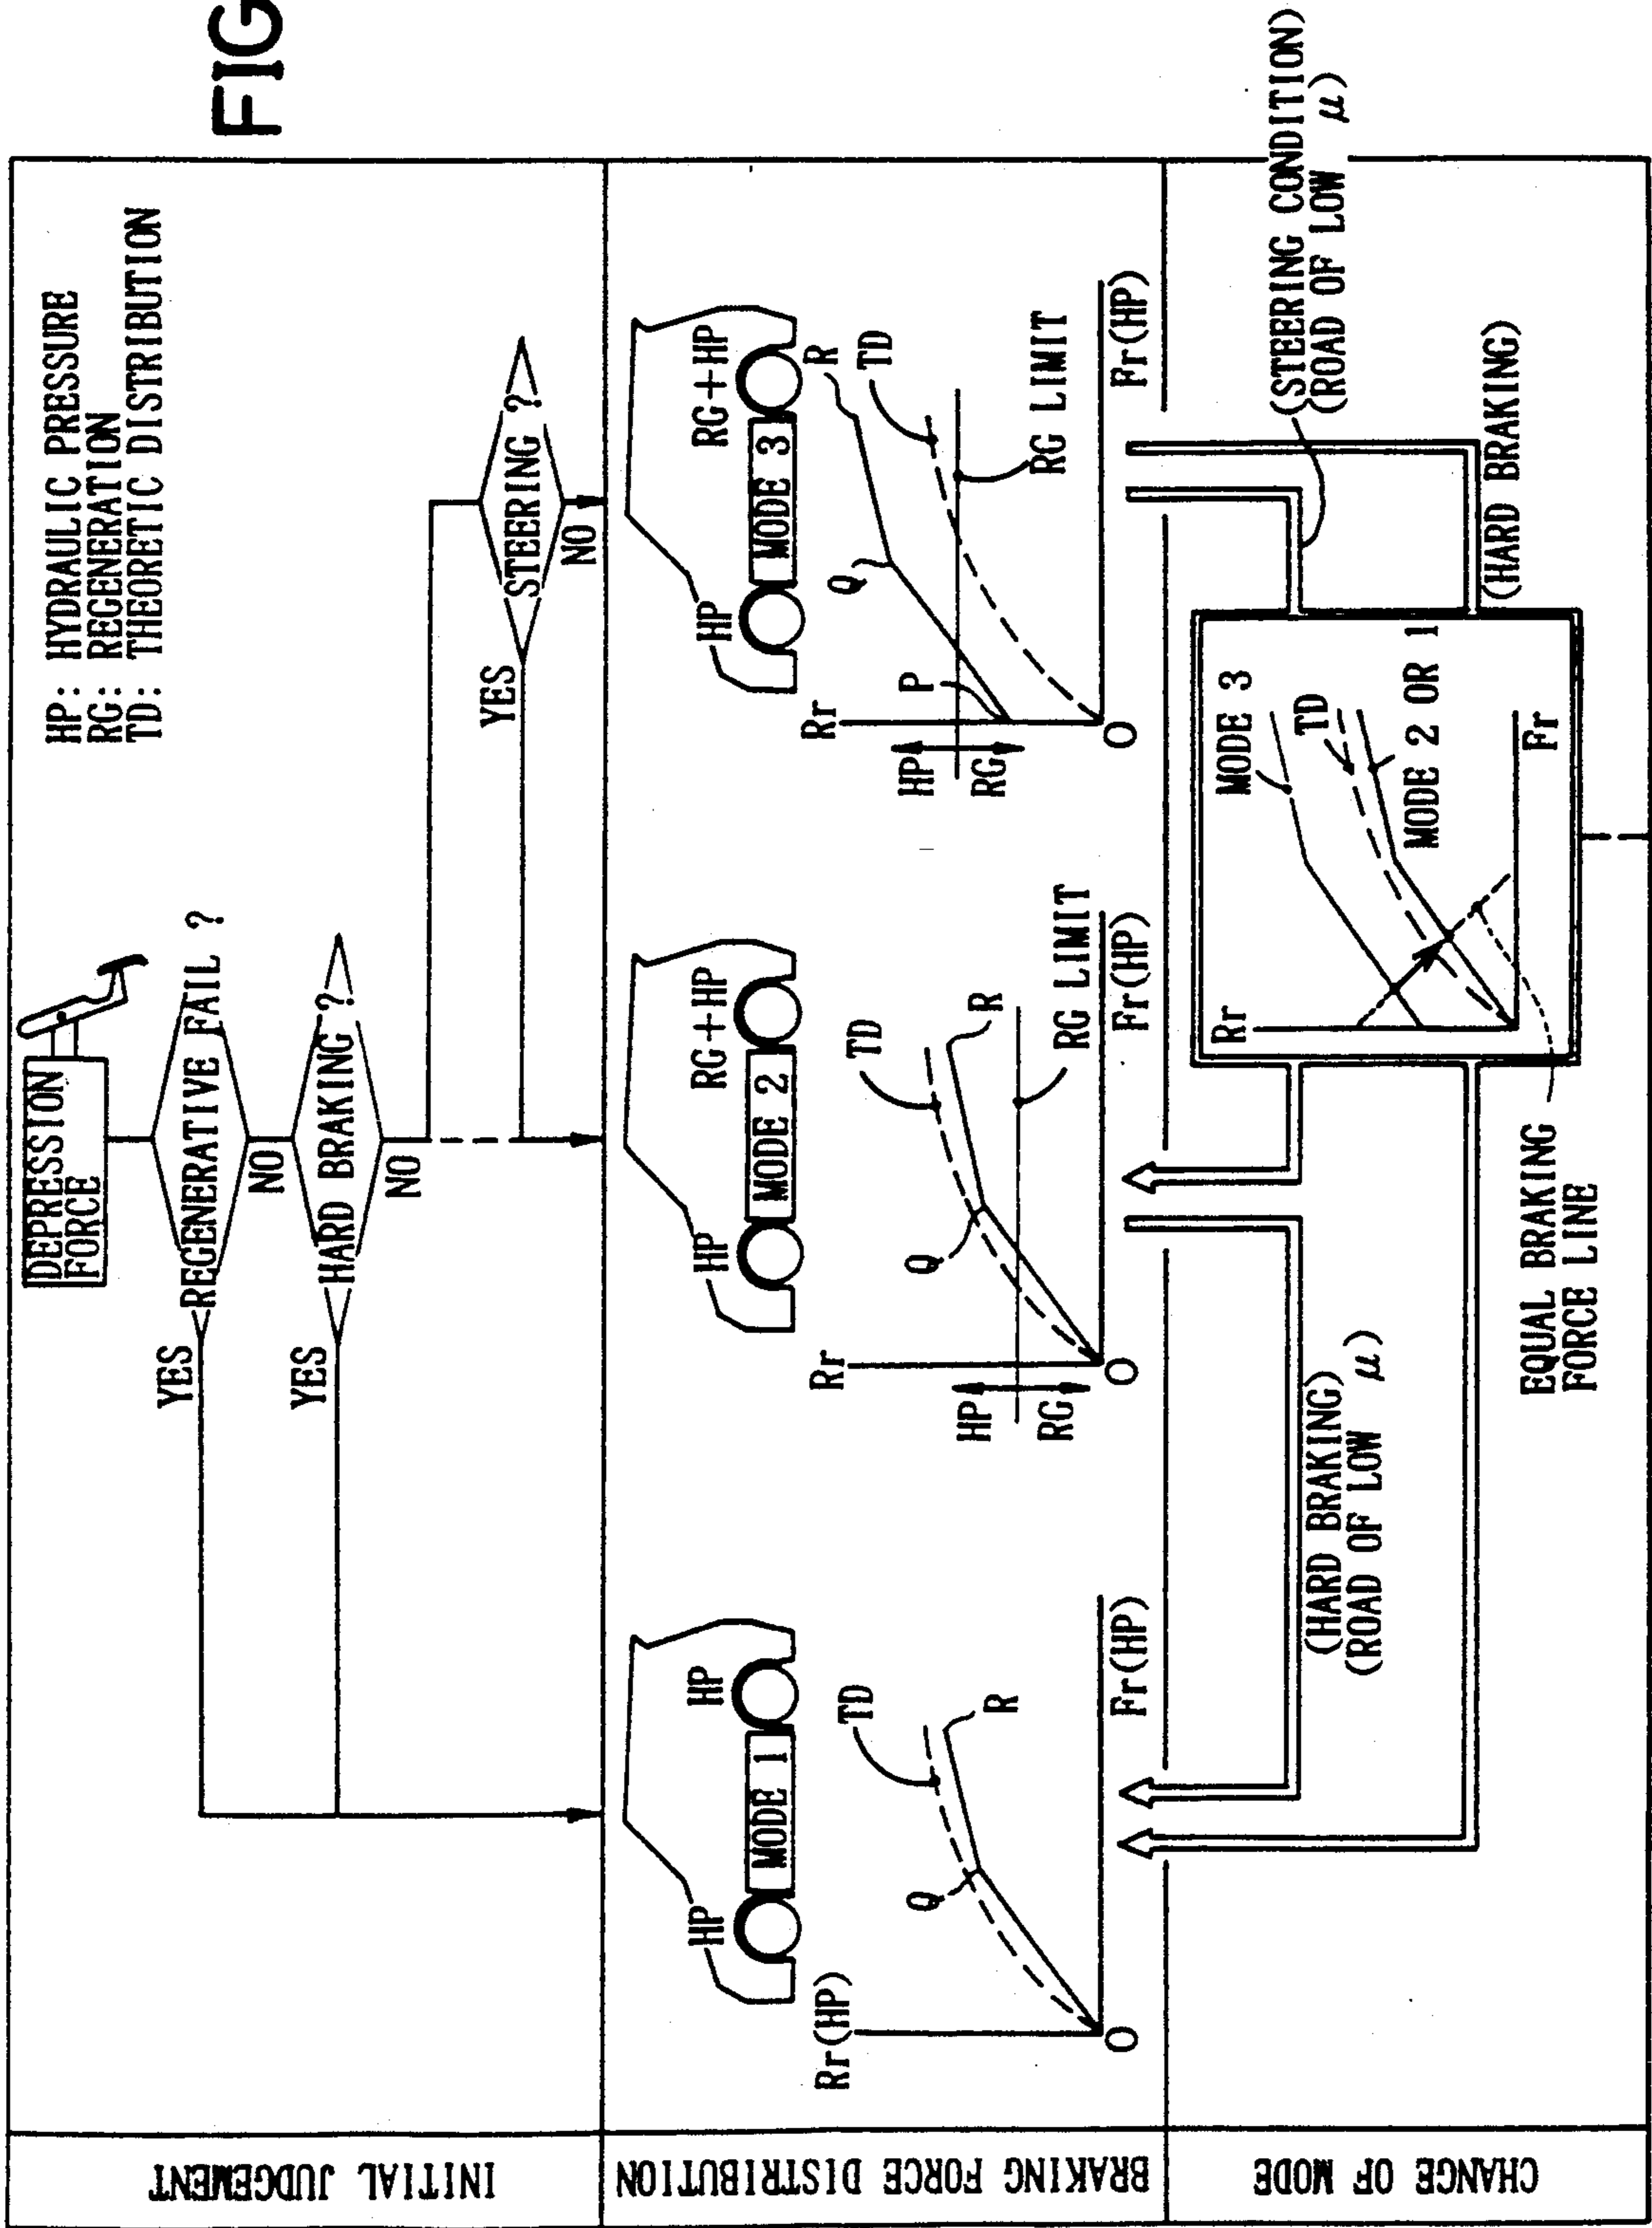 FIG
HP: HYDRAULIC PRESSURE
RG: REGENERATION
TD: THEORETIC DISTRIBUTION
INITIAL JUDGEMENT
DEPRESSION
FORCE
YES
REGENERATIVE FAIL ?
NO
YES
HARD BRAKING ?
NO
YES
STEERING ?
NO
BRAKING FORCE DISTRIBUTION
HP
MODE 1
HP
Rr(HP)
TD
Q
R
O
Fr(HP)
HP
MODE 2
RG+HP
Rr
TD
Q
R
HP
RG
RG LIMIT
O
Fr(HP)
HP
MODE 3
RG+HP
Rr
R
Q
TD
P
HP
RG
RG LIMIT
O
Fr(HP)
CHANGE OF MODE
(HARD BRAKING)
(ROAD OF LOW μ)
Rr
MODE 3
TD
MODE 2 OR 1
Fr
EQUAL BRAKING
FORCE LINE
(STEERING CONDITION)
(ROAD OF LOW μ)
(HARD BRAKING)